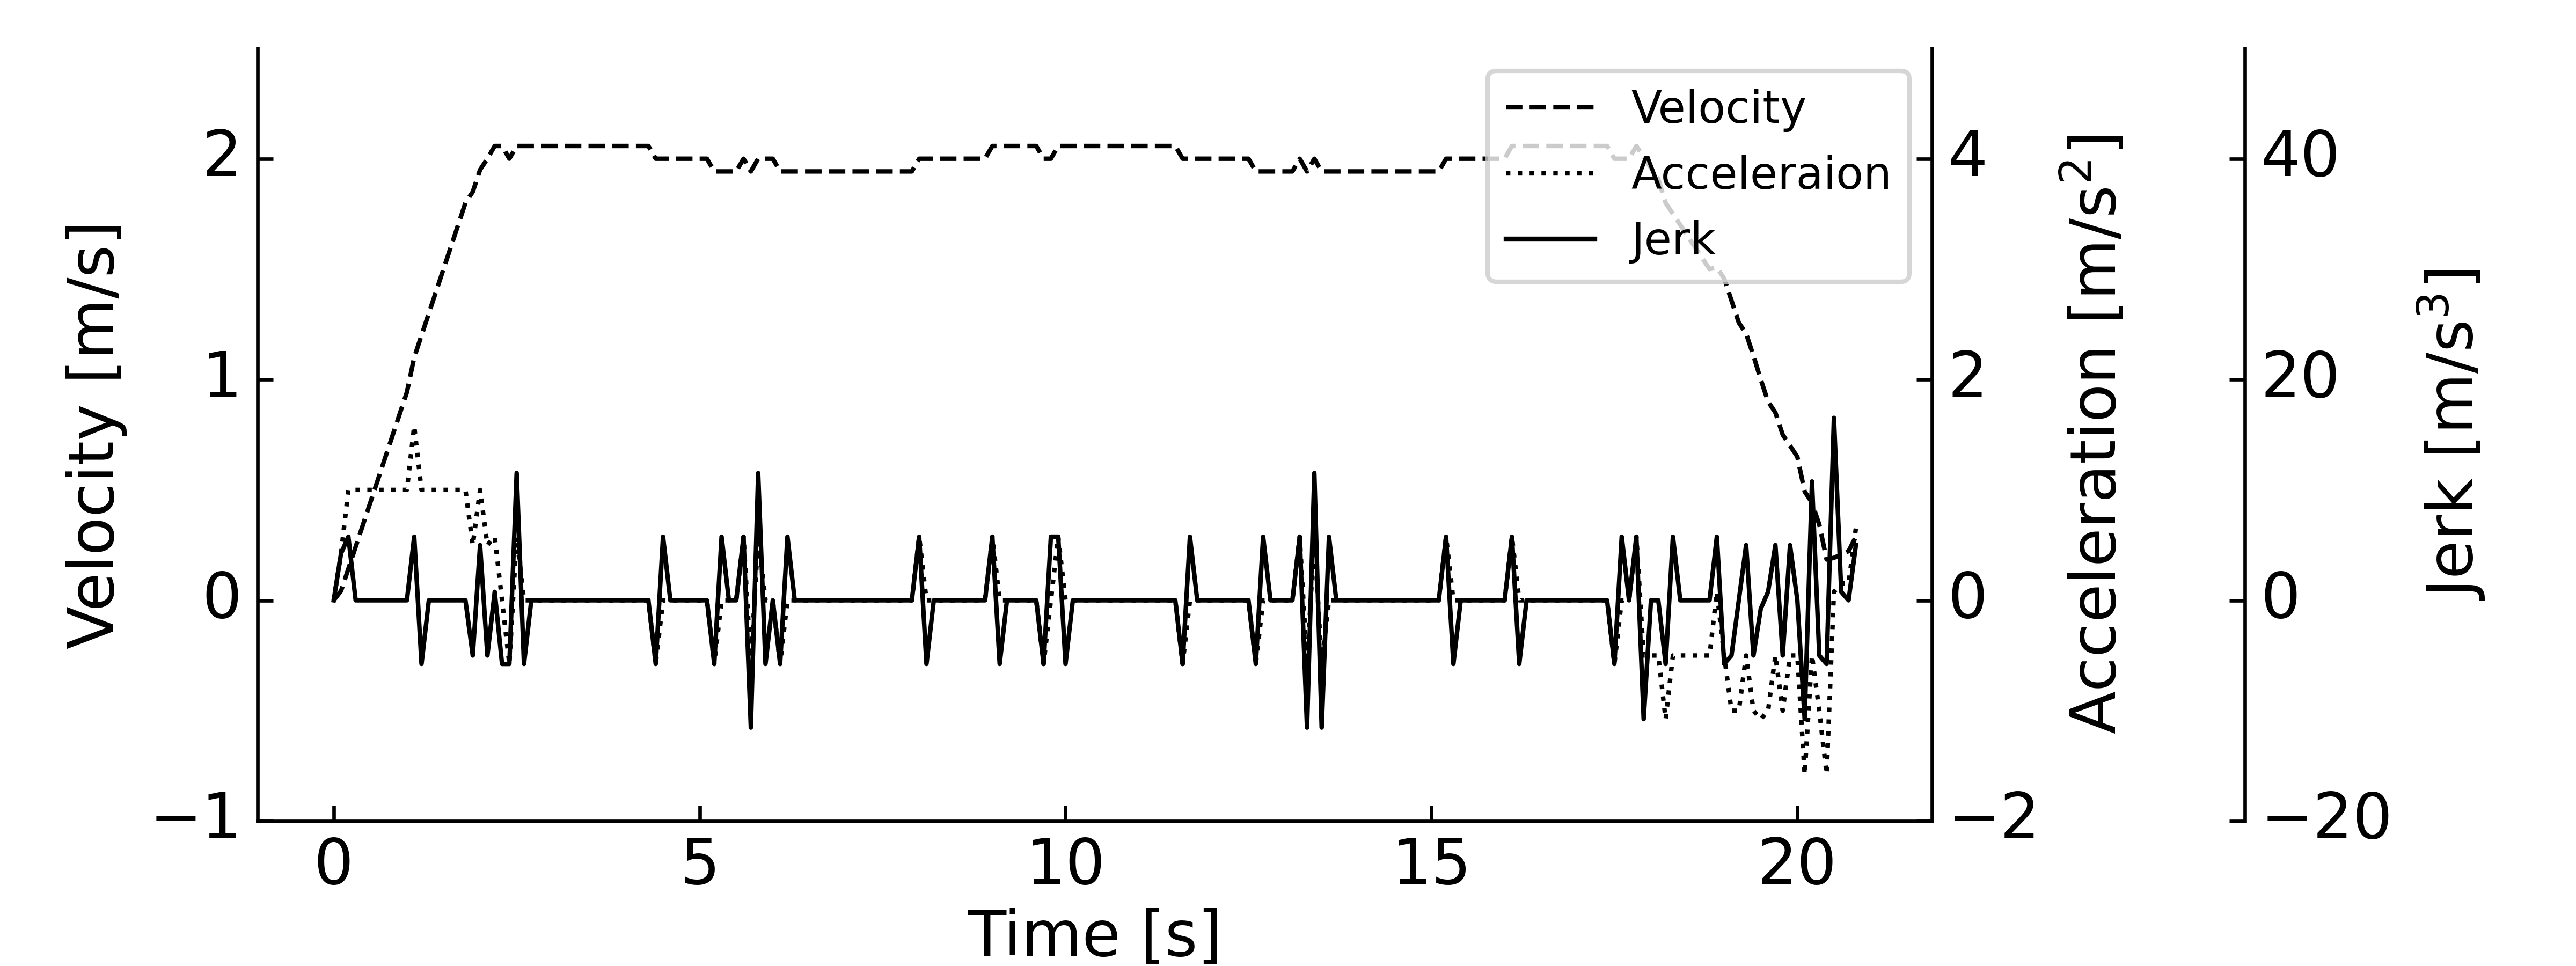 Velocity [m/s]
2
1
0
−1
0 5 10 15 20
Time [s]
Velocity
Acceleraion
Jerk
4
2
0
−2
Acceleration [m/s²]
40
20
0
−20
Jerk [m/s³]